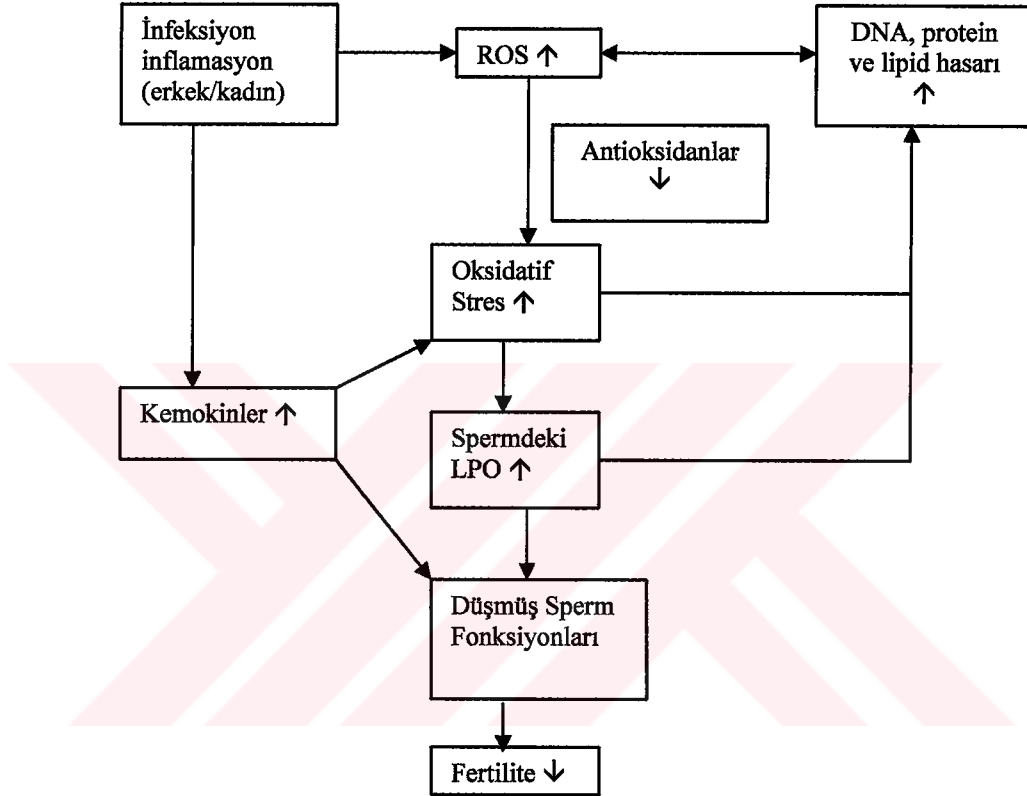 İnfeksiyon
inflamasyon
(erkek/kadın)
ROS ↑
DNA, protein
ve lipid hasarı
↑
Antioksidanlar
↓
Oksidatif
Stres ↑
Kemokinler ↑
Spermdeki
LPO ↑
Düşmüş Sperm
Fonksiyonları
Fertilite ↓